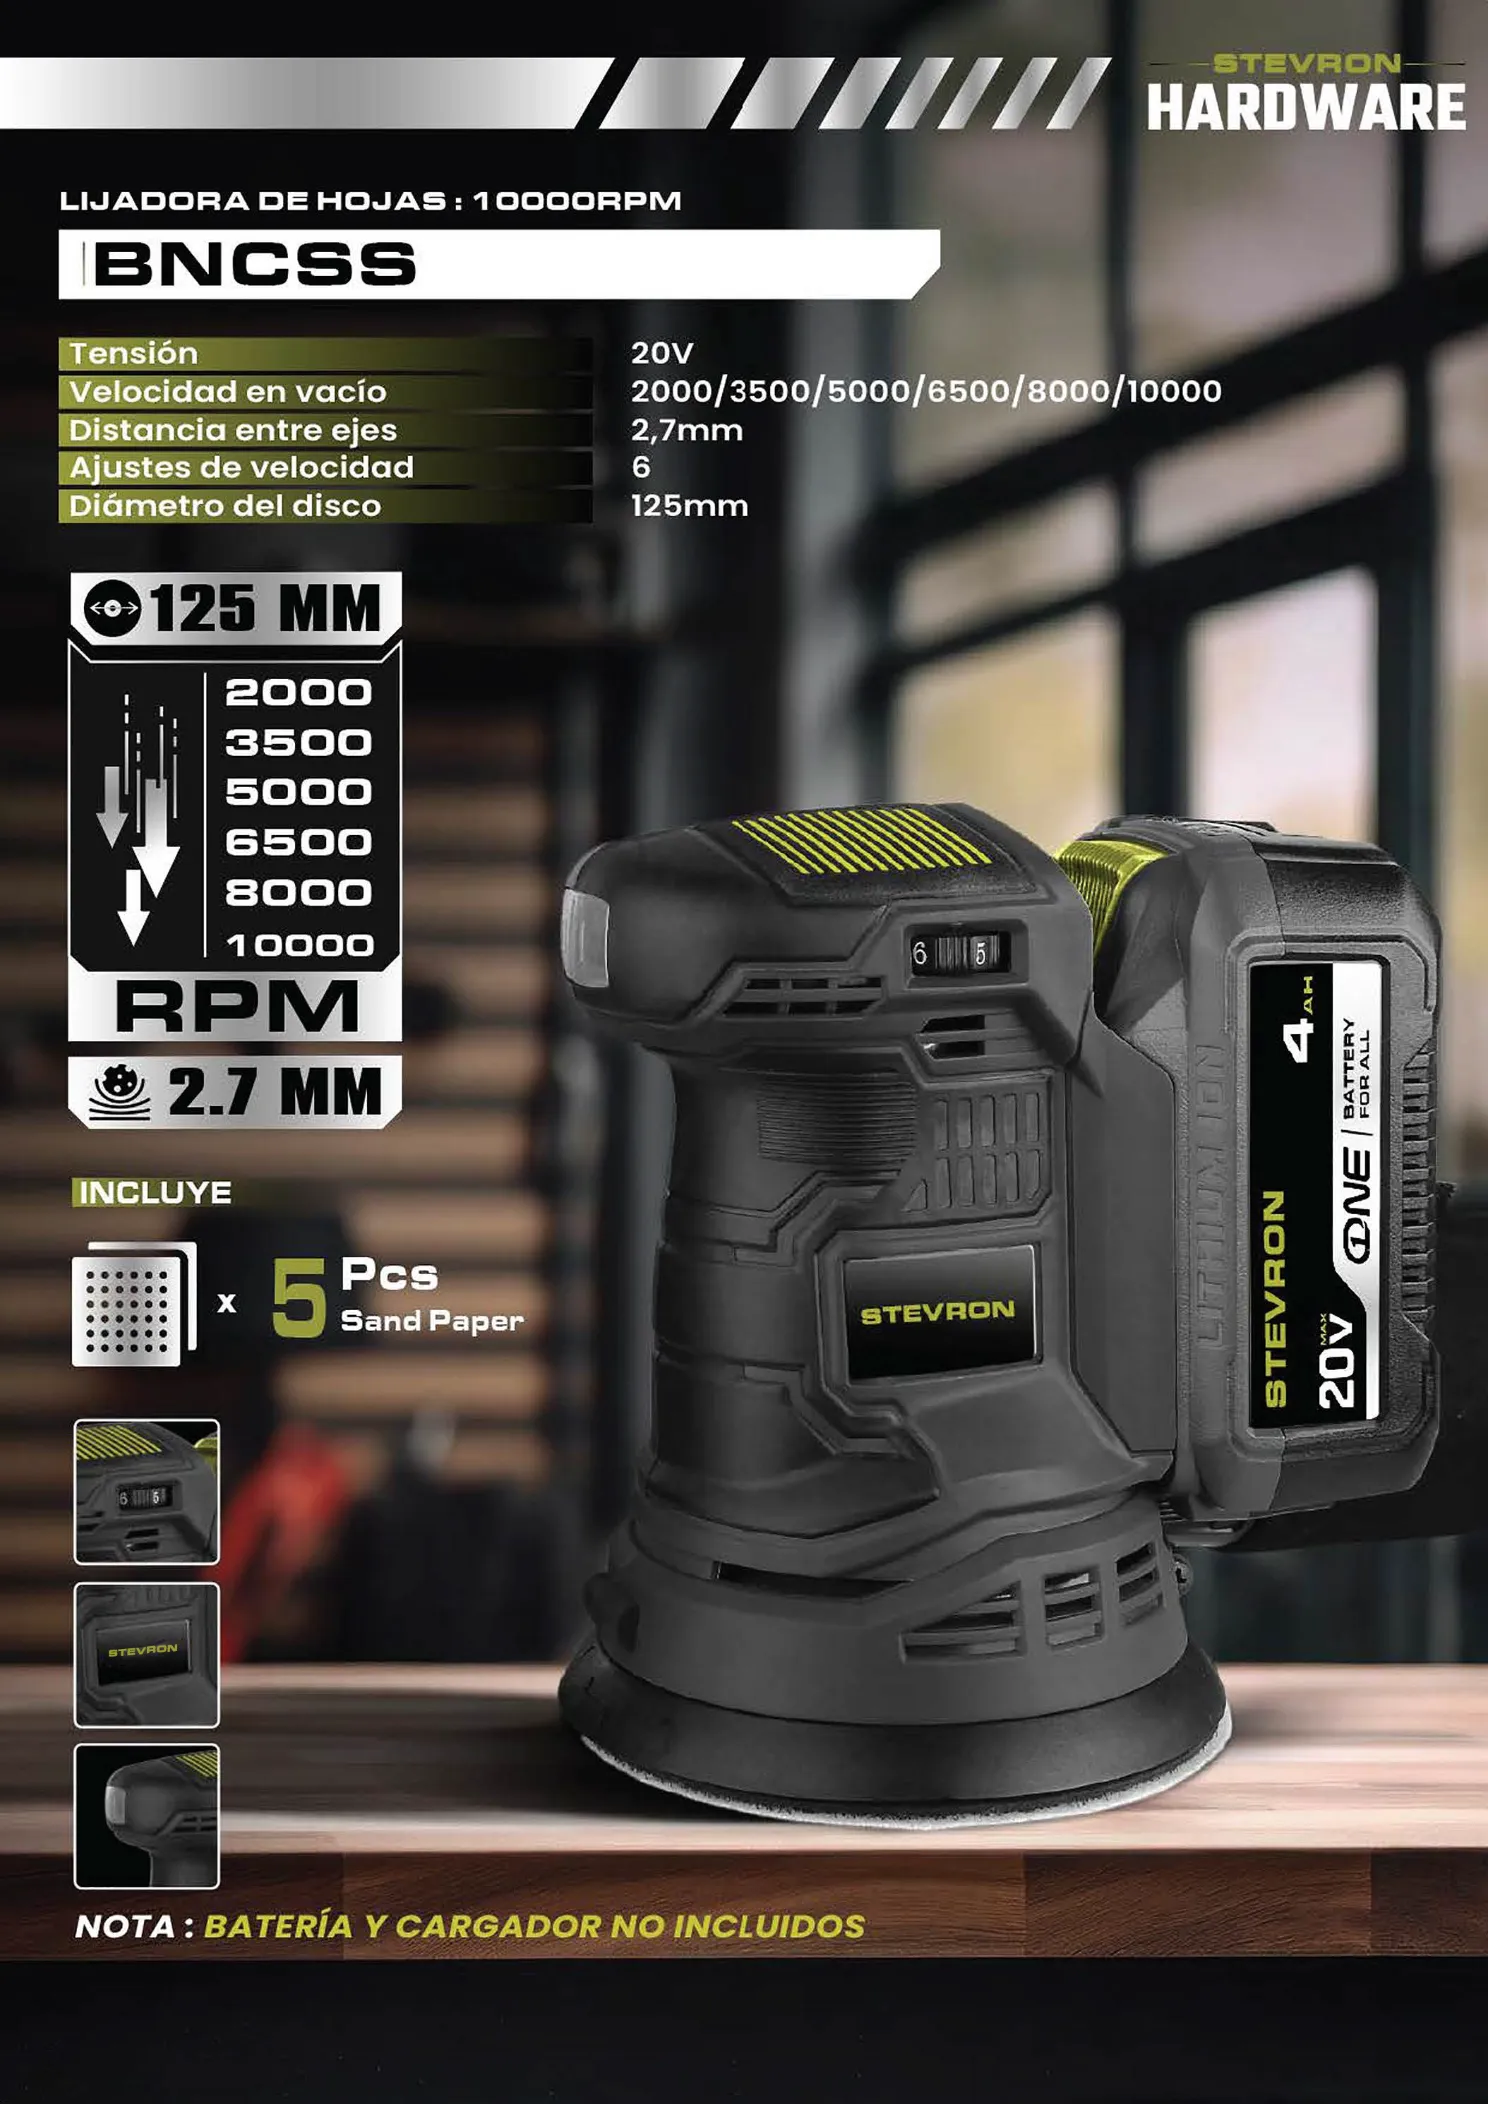 STEVRON
HARDWARE
LIJADORA DE HOJAS : 10000RPM
BNCSS
Tensión 20V
Velocidad en vacío 2000/3500/5000/6500/8000/10000
Distancia entre ejes 2,7mm
Ajustes de velocidad 6
Diámetro del disco 125mm
125 MM
2000
3500
5000
6500
8000
10000
RPM
2.7 MM
INCLUYE
x 5 Pcs
Sand Paper
6 5
STEVRON
LITHIUM ION
STEVRON 4AH
20V MAX ONE BATTERY
FOR ALL
6 5
STEVRON
NOTA : BATERÍA Y CARGADOR NO INCLUIDOS